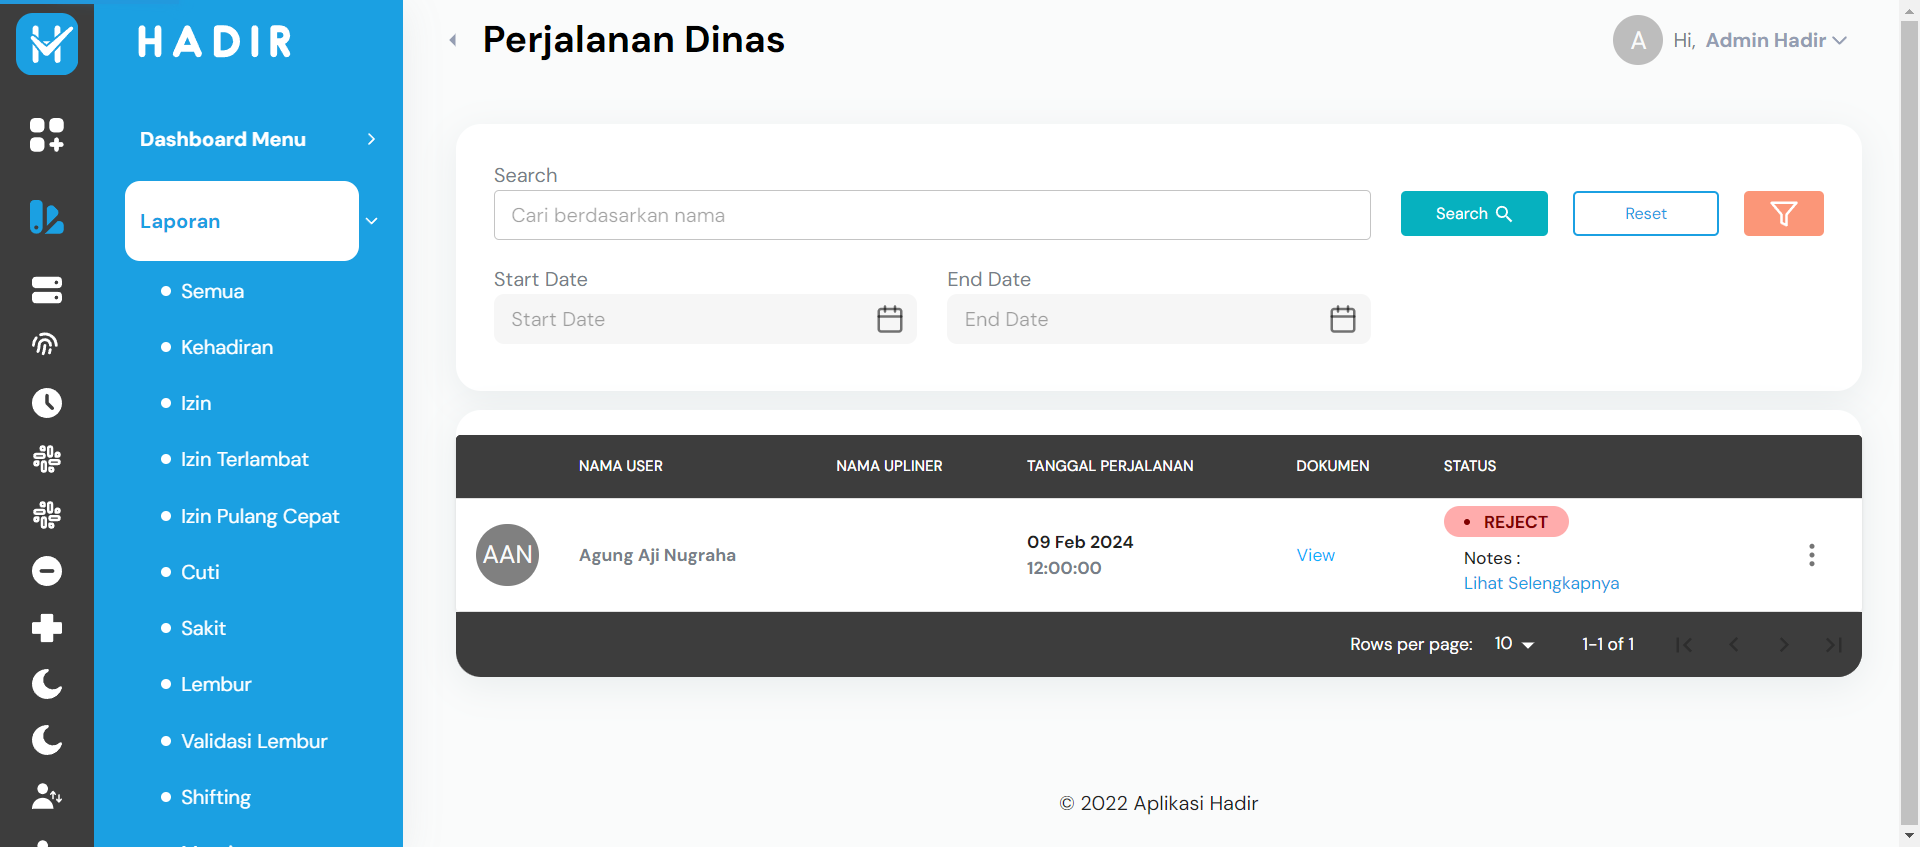 HADIR
Dashboard Menu
Laporan
Semua
Kehadiran
Izin
Izin Terlambat
Izin Pulang Cepat
Cuti
Sakit
Lembur
Validasi Lembur
Shifting
Perjalanan Dinas
A Hi, Admin Hadir
Search
Cari berdasarkan nama
Search
Reset
Start Date
End Date
Start Date
End Date
NAMA USER NAMA UPLINER TANGGAL PERJALANAN DOKUMEN STATUS
AAN
Agung Aji Nugraha
09 Feb 2024
12:00:00
View
REJECT
Notes :
Lihat Selengkapnya
Rows per page: 10 1-1 of 1
© 2022 Aplikasi Hadir